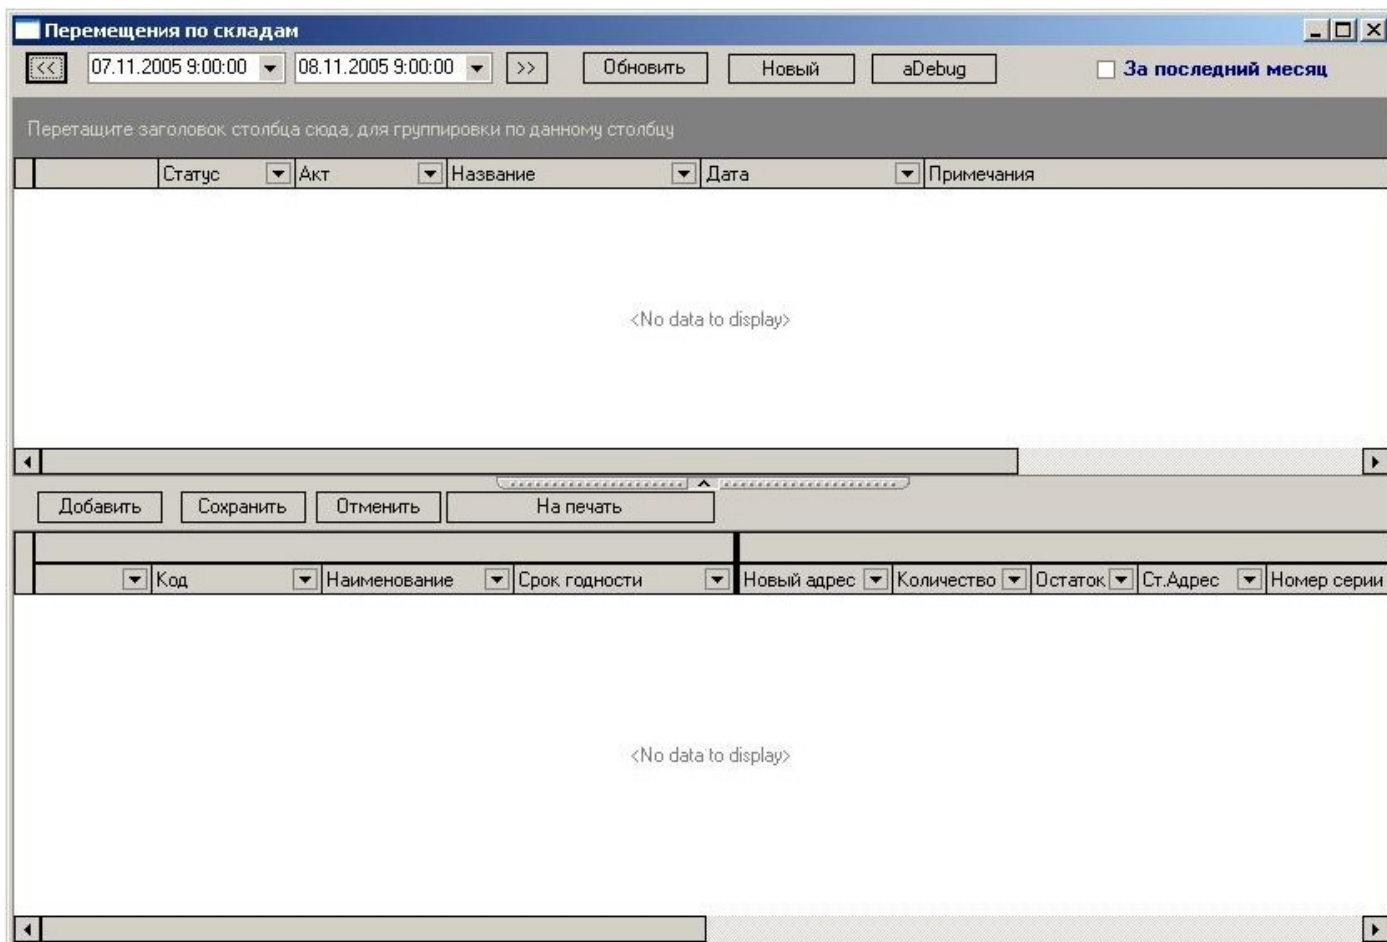 Перемещения по складам
<< 07.11.2005 9:00:00 08.11.2005 9:00:00 >> Обновить Новый aDebug За последний месяц
Перетащите заголовок столбца сюда, для группировки по данному столбцу
Статус Акт Название Дата Примечания
<No data to display>
Добавить Сохранить Отменить На печать
Код Наименование Срок годности Новый адрес Количество Остаток Ст.Адрес Номер серии
<No data to display>